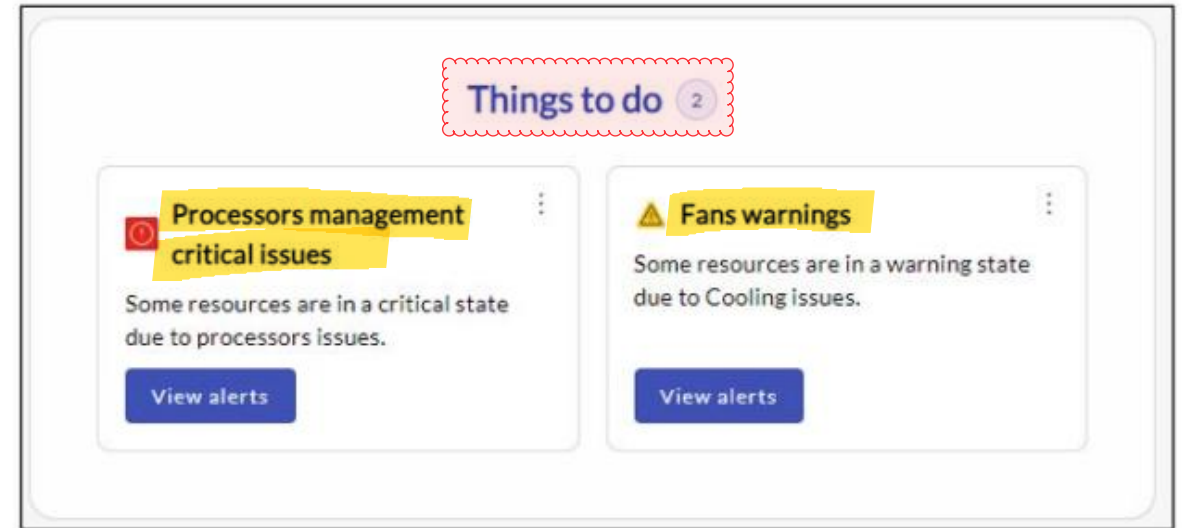 Things to do 2
Processors management
critical issues
Some resources are in a critical state
due to processors issues.
View alerts
Fans warnings
Some resources are in a warning state
due to Cooling issues.
View alerts